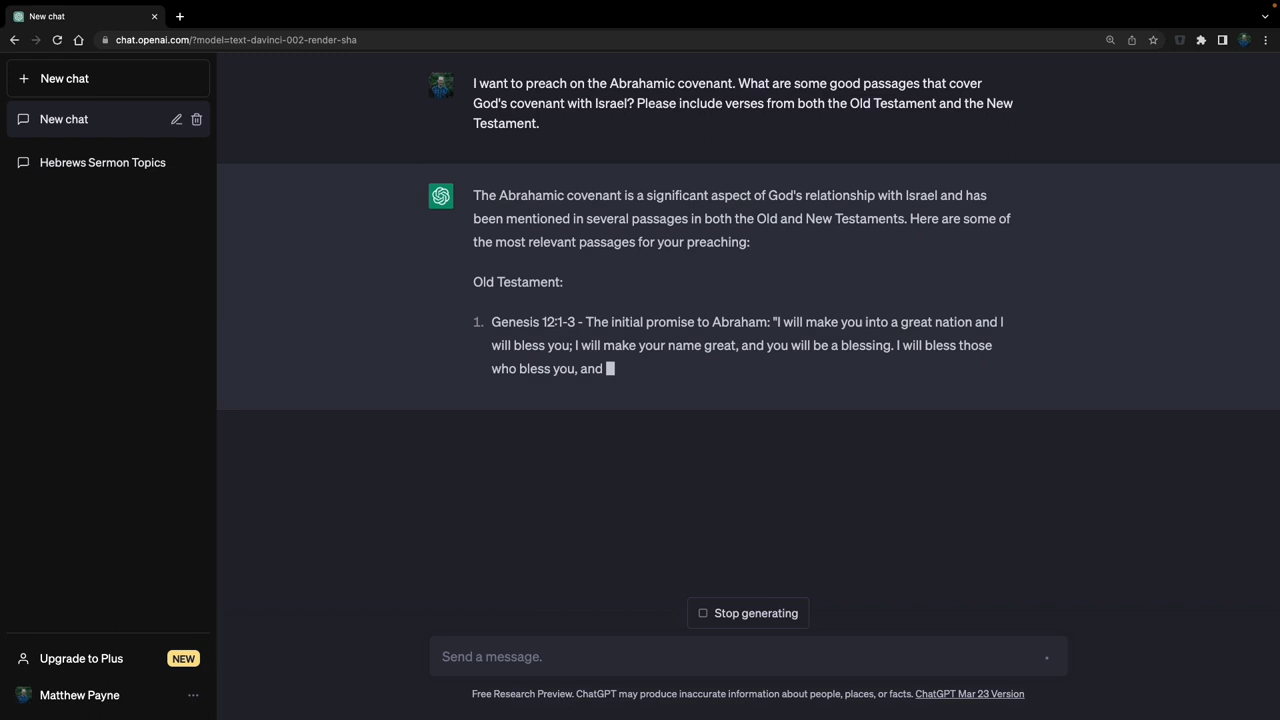 New chat
chat.openai.com/?model=text-davinci-002-render-sha
New chat
New chat
Hebrews Sermon Topics
I want to preach on the Abrahamic covenant. What are some good passages that cover
God's covenant with Israel? Please include verses from both the Old Testament and the New
Testament.
The Abrahamic covenant is a significant aspect of God's relationship with Israel and has
been mentioned in several passages in both the Old and New Testaments. Here are some of
the most relevant passages for your preaching:
Old Testament:
1. Genesis 12:1-3 - The initial promise to Abraham: "I will make you into a great nation and I
will bless you; I will make your name great, and you will be a blessing. I will bless those
who bless you, and
Stop generating
Send a message.
Free Research Preview. ChatGPT may produce inaccurate information about people, places, or facts. ChatGPT Mar 23 Version
Upgrade to Plus NEW
Matthew Payne